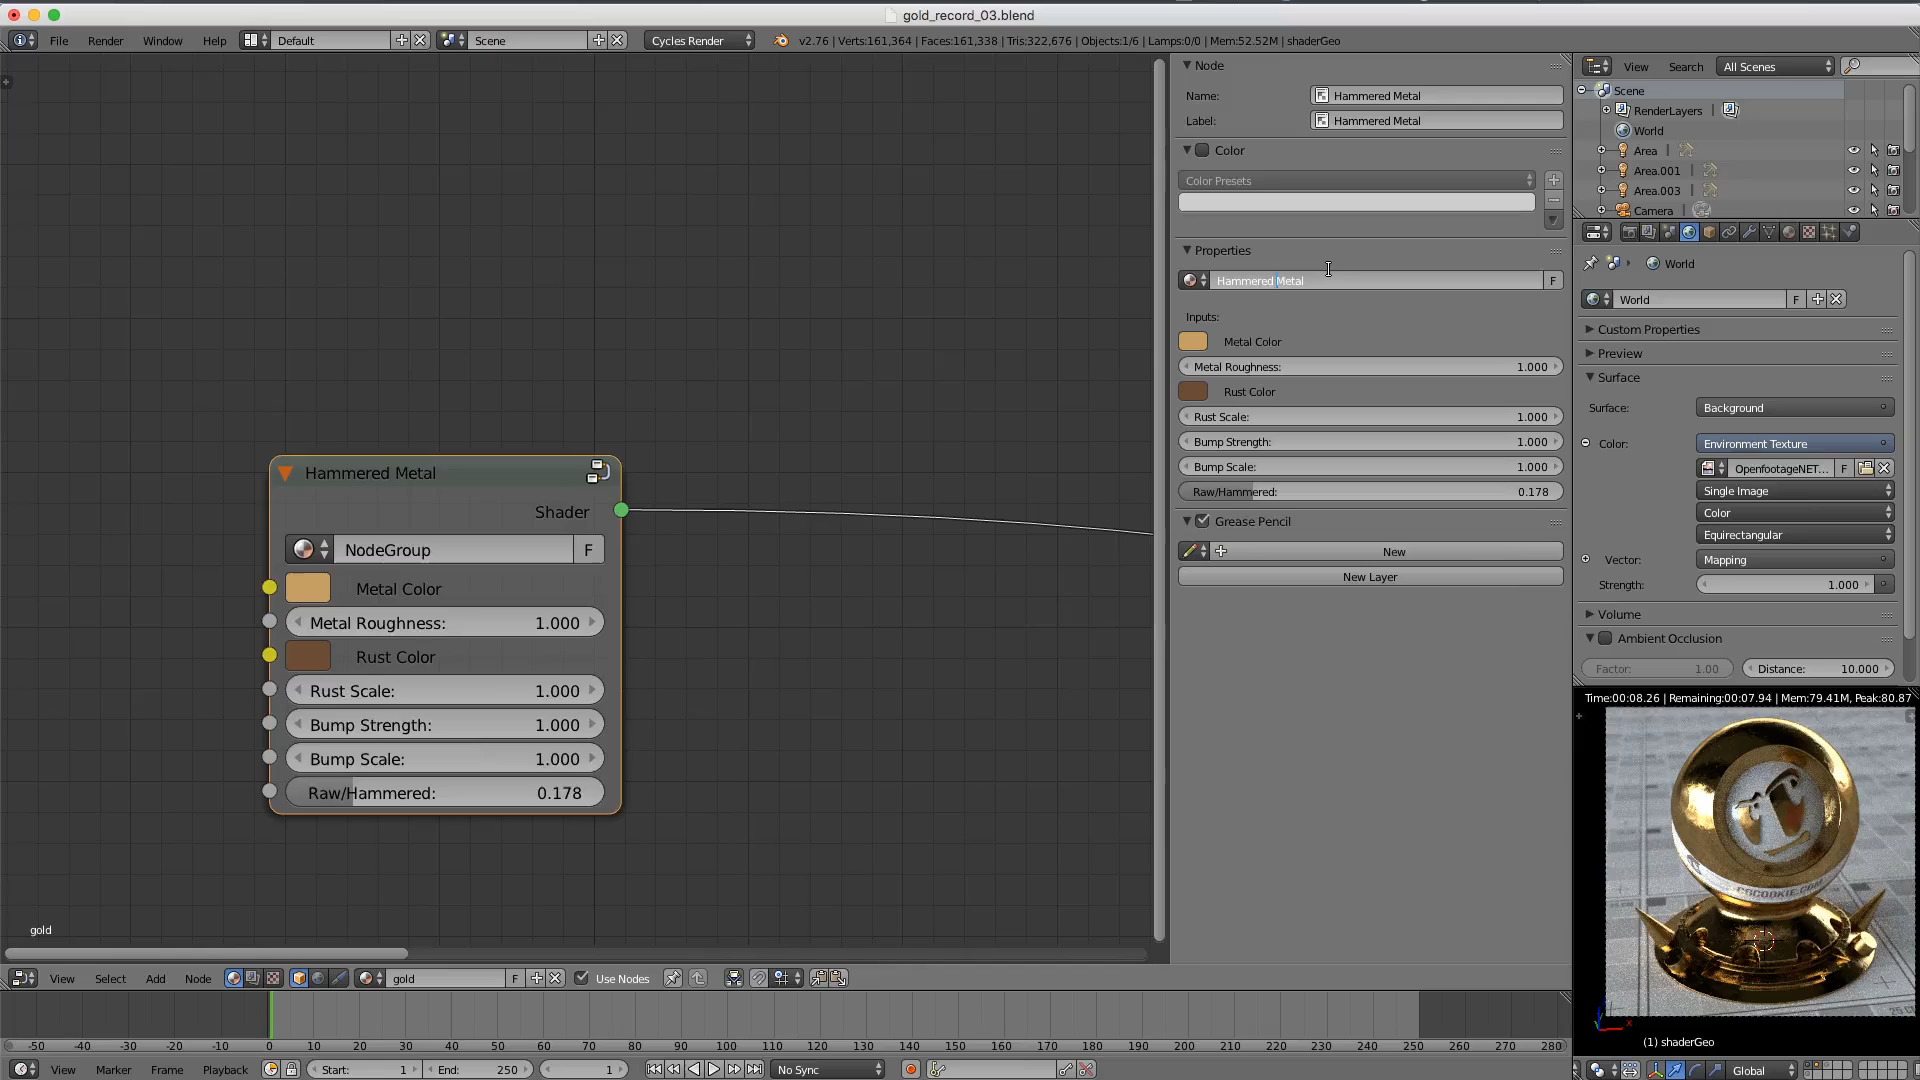 gold_record_03.blend
File Render Window Help Default Scene Cycles Render v2.76 | Verts:161,364 | Faces:161,338 | Tris:322,676 | Objects:1/6 | Lamps:0/0 | Mem:52.52M | shaderGeo
Node
Name: Hammered Metal
Label: Hammered Metal
Color
Color Presets
Properties
Hammered Metal F
Inputs:
Metal Color
Metal Roughness: 1.000
Rust Color
Rust Scale: 1.000
Bump Strength: 1.000
Bump Scale: 1.000
Raw/Hammered: 0.178
Grease Pencil
New
New Layer
Hammered Metal
Shader
NodeGroup F
Metal Color
Metal Roughness: 1.000
Rust Color
Rust Scale: 1.000
Bump Strength: 1.000
Bump Scale: 1.000
Raw/Hammered: 0.178
gold
View Select Add Node gold F Use Nodes
-50 -40 -30 -20 -10 0 10 20 30 40 50 60 70 80 90 100 110 120 130 140 150 160 170 180 190 200 210 220 230 240 250 260 270 280
View Marker Frame Playback Start: 1 End: 250 1 No Sync
View Search All Scenes
Scene
RenderLayers |
World
Area |
Area.001 |
Area.003 |
Camera |
World
World F
Custom Properties
Preview
Surface
Surface: Background
Color: Environment Texture
OpenfootageNET... F
Single Image
Color
Equirectangular
Vector: Mapping
Strength: 1.000
Volume
Ambient Occlusion
Factor: 1.00 Distance: 10.000
Time:00:08.26 | Remaining:00:07.94 | Mem:79.41M, Peak:80.87
CGCOOKIE.COM
(1) shaderGeo
Global